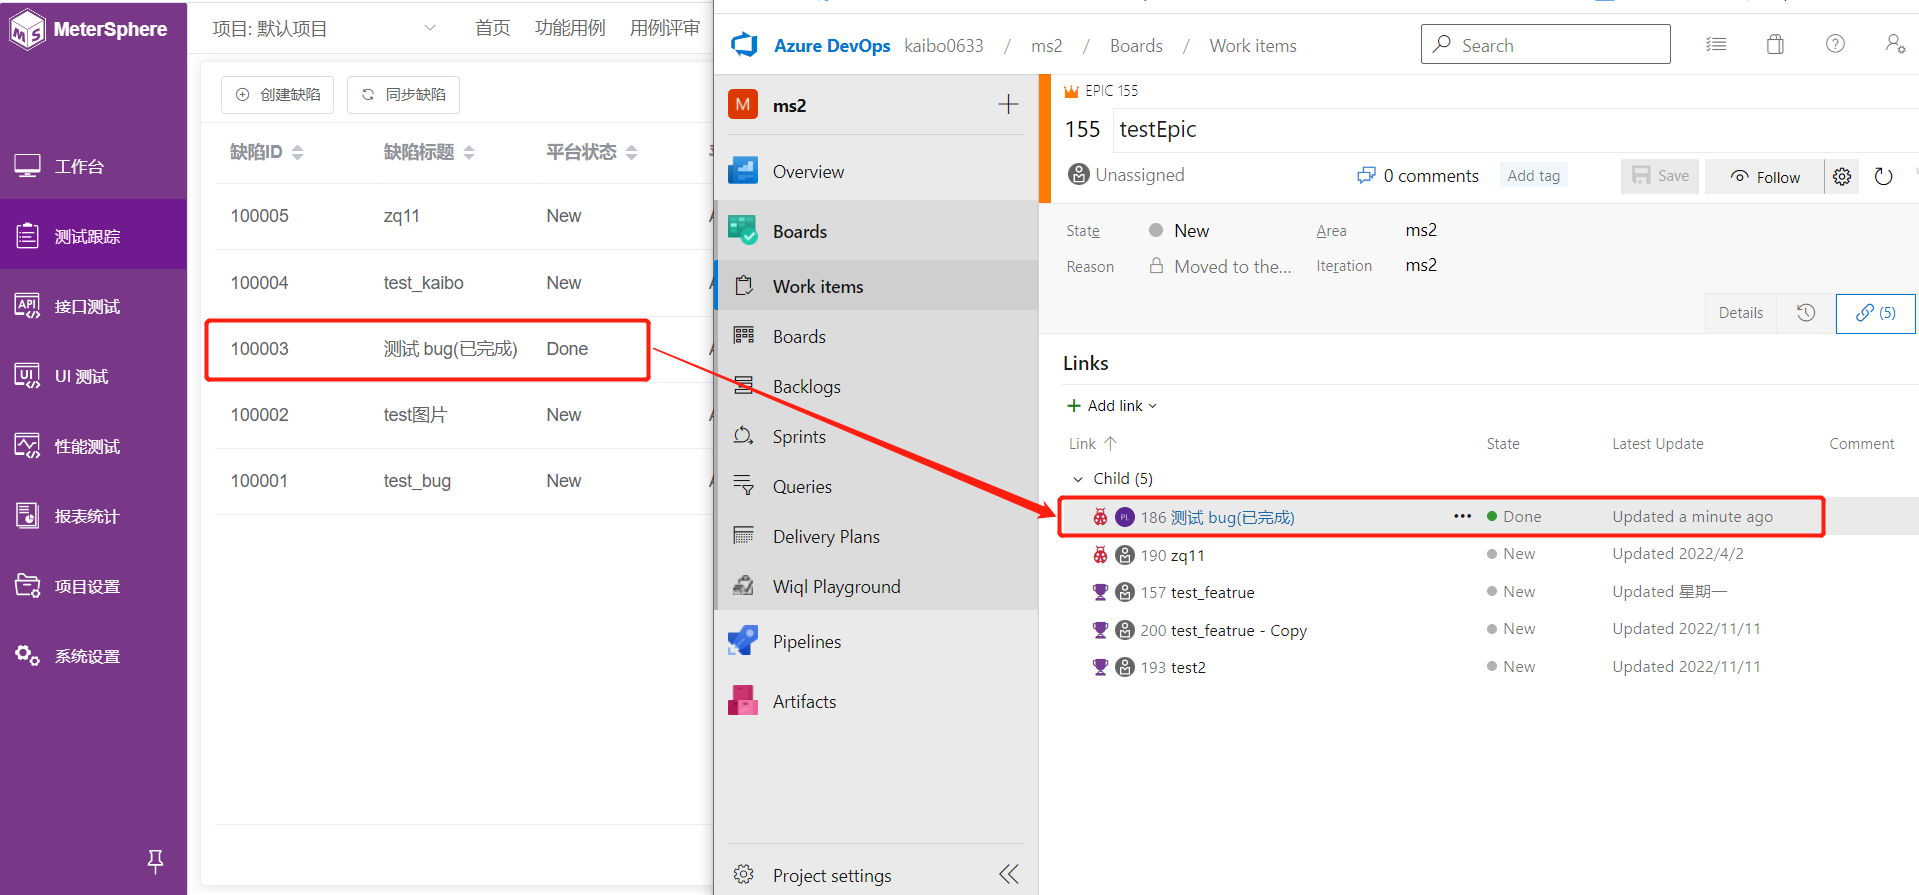 MeterSphere
工作台
测试跟踪
接口测试
UI 测试
性能测试
报表统计
项目设置
系统设置
项目: 默认项目
首页
功能用例
用例评审
创建缺陷
同步缺陷
缺陷ID 缺陷标题 平台状态
100005 zq11 New
100004 test_kaibo New
100003 测试 bug(已完成) Done
100002 test图片 New
100001 test_bug New
Azure DevOps kaibo0633 / ms2 / Boards / Work items
Search
M ms2
Overview
Boards
Work items
Boards
Backlogs
Sprints
Queries
Delivery Plans
Wiql Playground
Pipelines
Artifacts
Project settings
EPIC 155
155 testEpic
Unassigned
0 comments
Add tag
Save
Follow
State New Area ms2
Reason Moved to the... Iteration ms2
Details
(5)
Links
Add link
Link State Latest Update Comment
Child (5)
PL 186 测试 bug(已完成) ••• Done Updated a minute ago
190 zq11 New Updated 2022/4/2
157 test_featrue New Updated 星期一
200 test_featrue - Copy New Updated 2022/11/11
193 test2 New Updated 2022/11/11